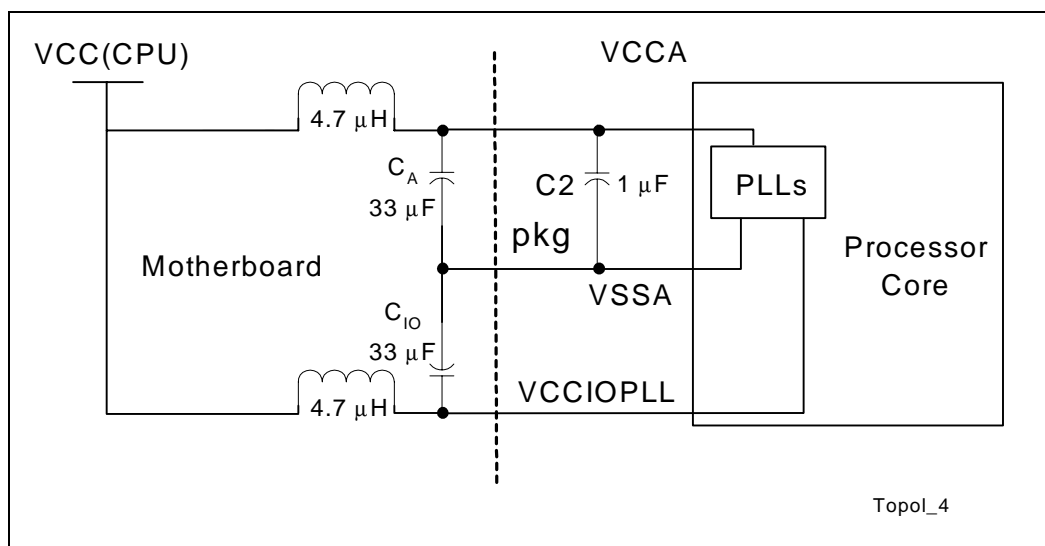 VCC(CPU)
VCCA
4.7 μH
C_A
33 μF
C2
1 μF
PLLs
pkg
Motherboard
Processor
Core
VSSA
C_IO
33 μF
VCCIOPLL
4.7 μH
Topol_4